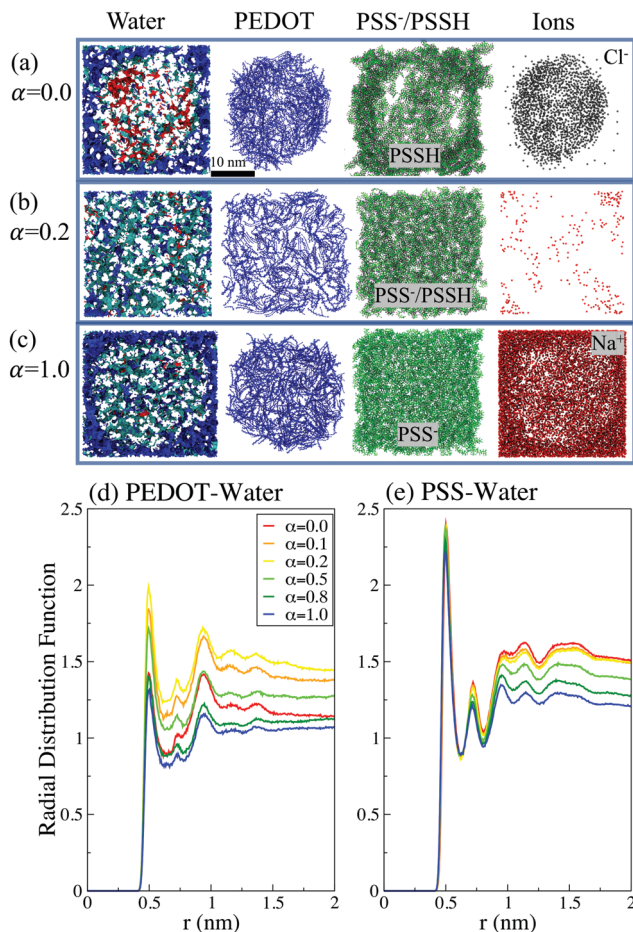 Water PEDOT PSS⁻/PSSH Ions
(a)
α=0.0
Cl⁻
PSSH
10 nm
(b)
α=0.2
PSS⁻/PSSH
(c)
α=1.0
Na⁺
PSS⁻
(d) PEDOT-Water
(e) PSS-Water
Radial Distribution Function
2.5
2
1.5
1
0.5
0
α=0.0
α=0.1
α=0.2
α=0.5
α=0.8
α=1.0
0 0.5 1 1.5 2
r (nm)
2.5
2
1.5
1
0.5
0
0 0.5 1 1.5 2
r (nm)